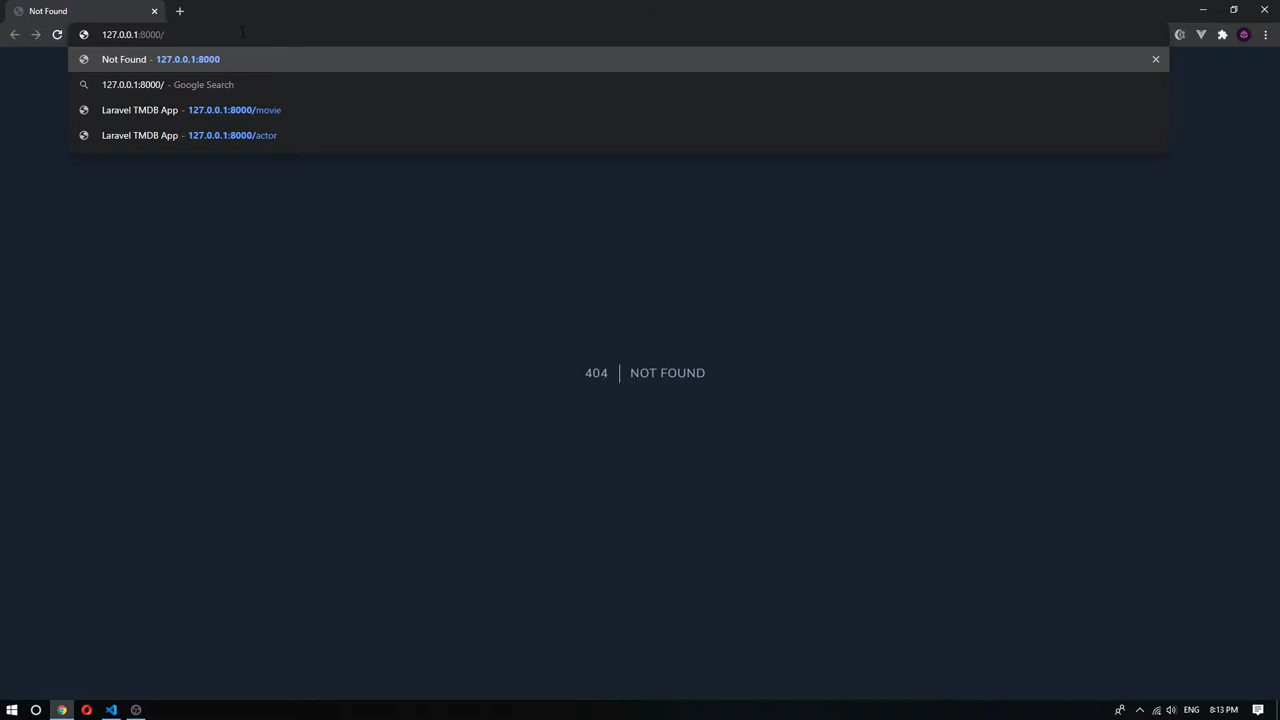 Not Found
127.0.0.1:8000/
Not Found - 127.0.0.1:8000
127.0.0.1:8000/ - Google Search
Laravel TMDB App - 127.0.0.1:8000/movie
Laravel TMDB App - 127.0.0.1:8000/actor
404 NOT FOUND
ENG 8:13 PM